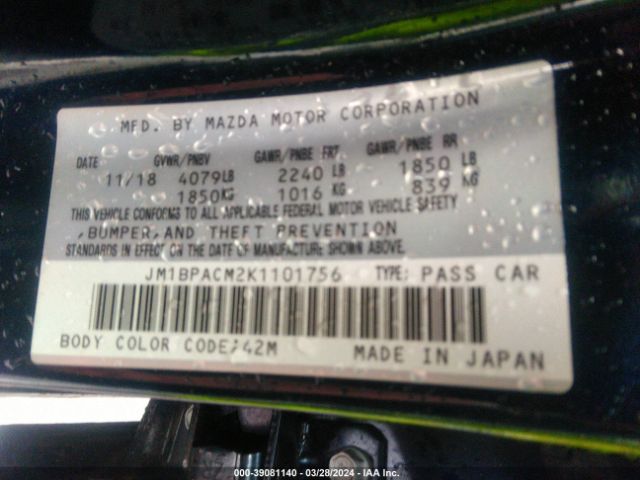 MFD. BY MAZDA MOTOR CORPORATION
DATE GVWR/PNBV GAWR/PNBE FRT GAWR/PNBE RR
11/18 4079LB 2240 LB 1850 LB
1850KG 1016 KG 839 KG
THIS VEHICLE CONFORMS TO ALL APPLICABLE FEDERAL MOTOR VEHICLE SAFETY
,BUMPER,AND THEFT PREVENTION
STANDARDS IN EFFECT ON THE DATE OF MANUFACTURE SHOWN ABOVE.
JM1BPACM2K1101756 TYPE: PASS CAR
BODY COLOR CODE:42M MADE IN JAPAN
000-39081140 - 03/28/2024 - IAA Inc.